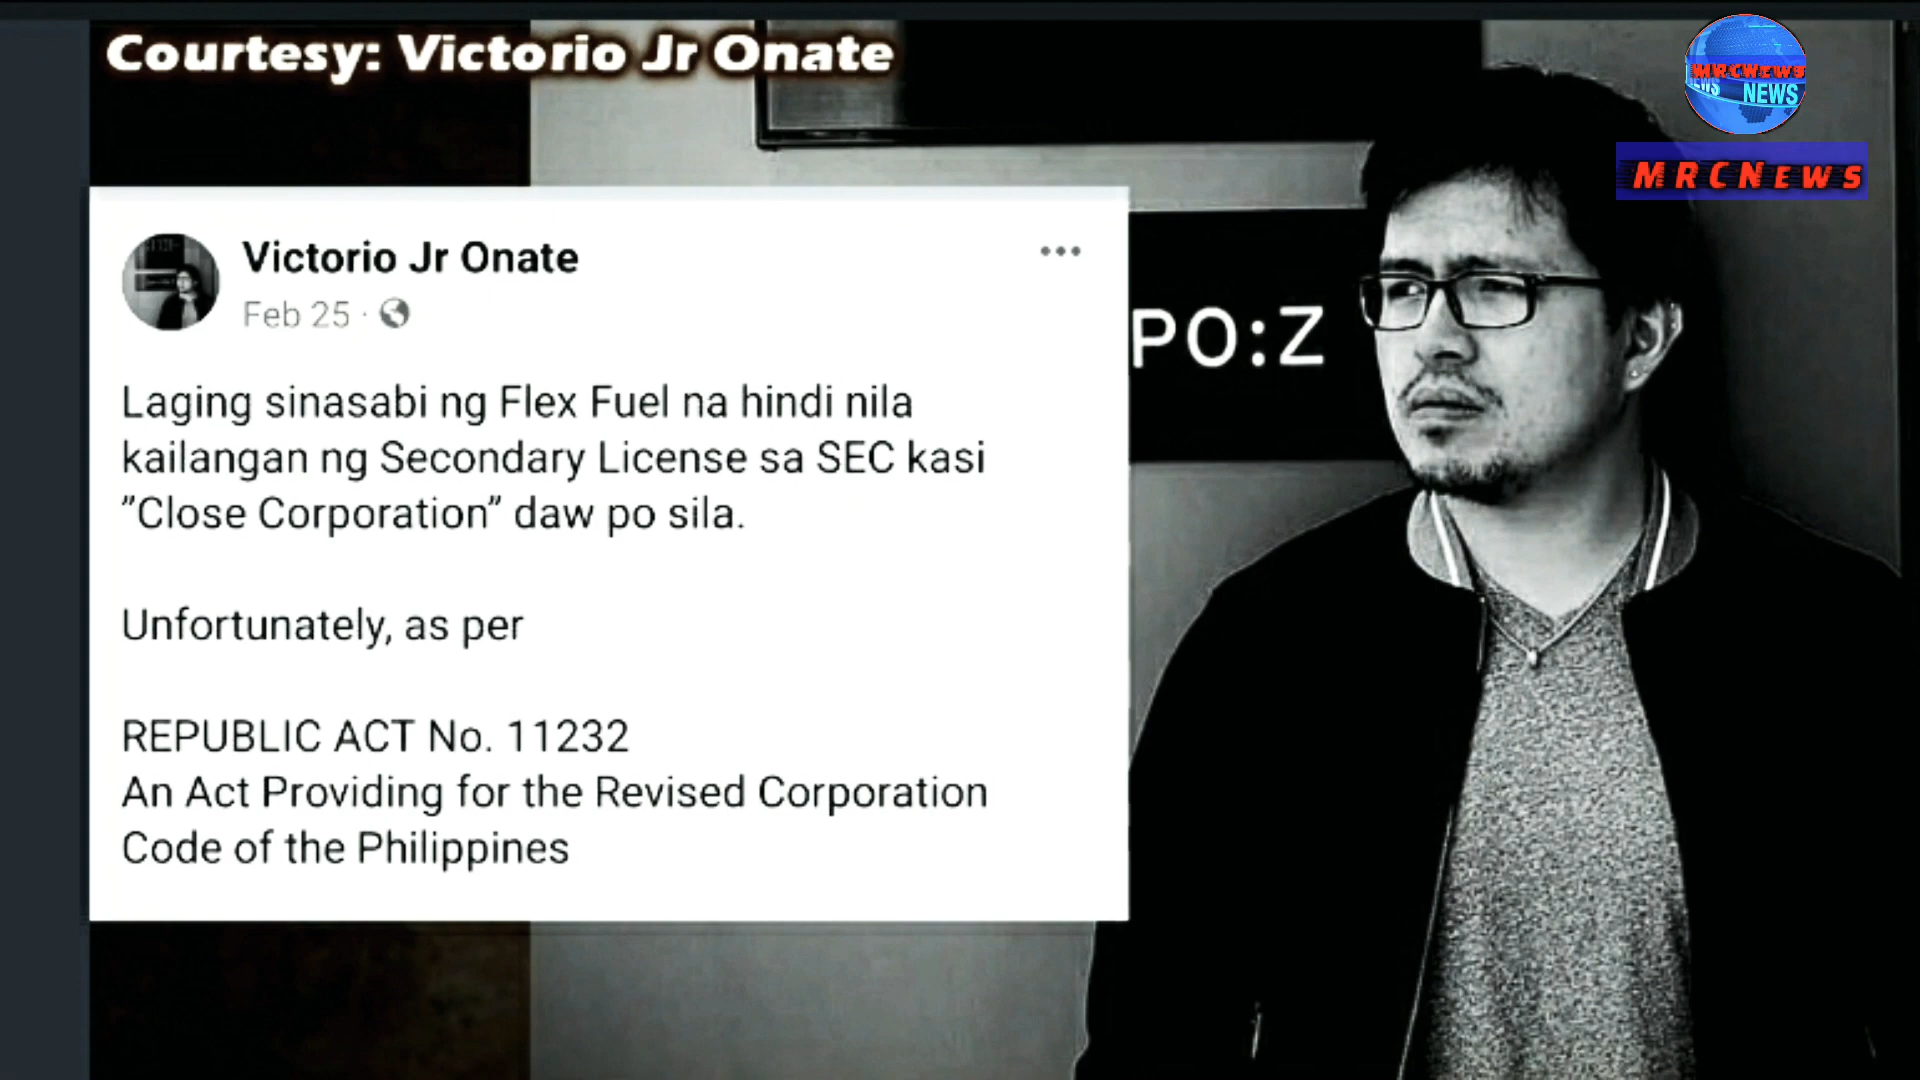 Courtesy: Victorio Jr Onate
MRCNEWS
NEWS NEWS
MRCNEWS
Victorio Jr Onate
Feb 25 ·
Laging sinasabi ng Flex Fuel na hindi nila
kailangan ng Secondary License sa SEC kasi
"Close Corporation" daw po sila.
Unfortunately, as per
REPUBLIC ACT No. 11232
An Act Providing for the Revised Corporation
Code of the Philippines
PO:Z